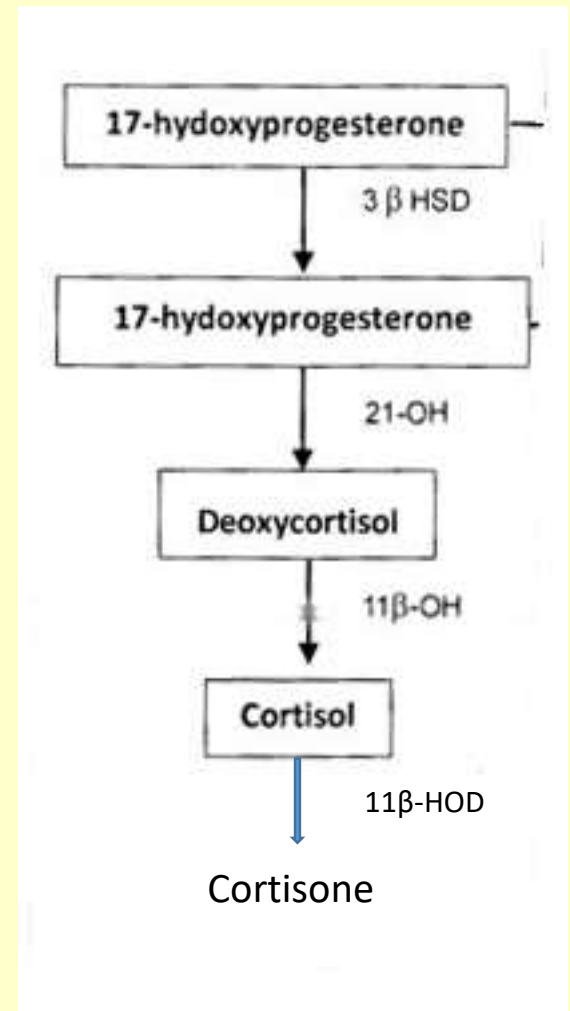 17-hydoxyprogesterone
3 β HSD
17-hydoxyprogesterone
21-OH
Deoxycortisol
11β-OH
Cortisol
11β-HOD
Cortisone